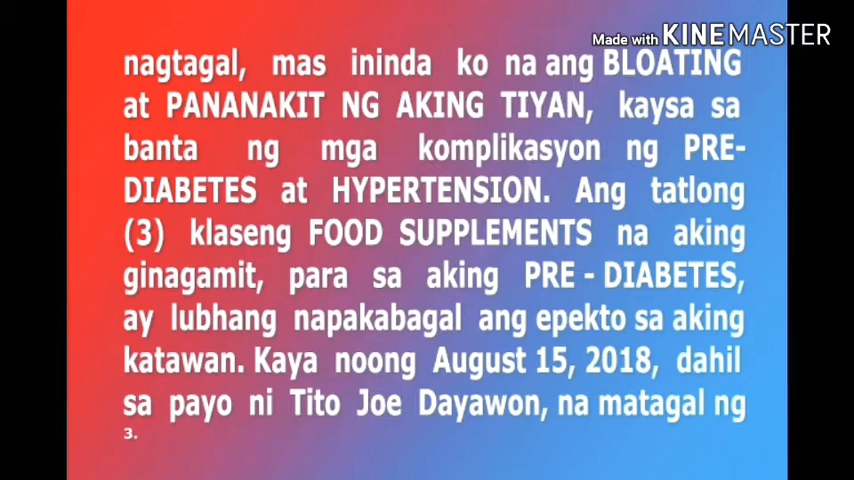 Made with KINEMASTER
nagtagal, mas ininda ko na ang BLOATING
at PANANAKIT NG AKING TIYAN, kaysa sa
banta ng mga komplikasyon ng PRE-
DIABETES at HYPERTENSION. Ang tatlong
(3) klaseng FOOD SUPPLEMENTS na aking
ginagamit, para sa aking PRE - DIABETES,
ay lubhang napakabagal ang epekto sa aking
katawan. Kaya noong August 15, 2018, dahil
sa payo ni Tito Joe Dayawon, na matagal ng
3.